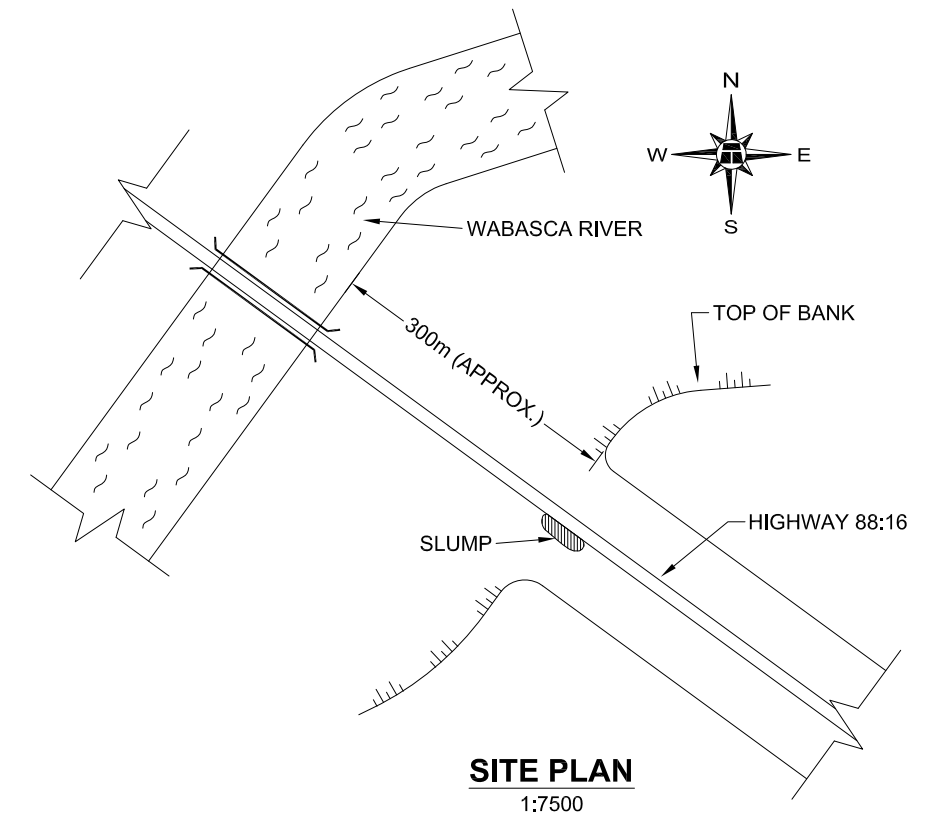 N
W
E
S
WABASCA RIVER
TOP OF BANK
300m (APPROX.)
HIGHWAY 88:16
SLUMP
SITE PLAN
1:7500